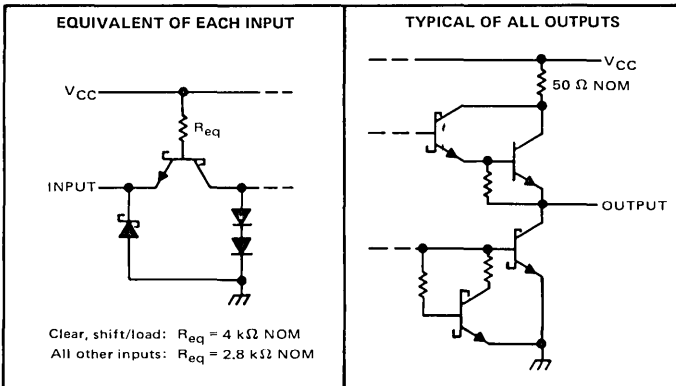 EQUIVALENT OF EACH INPUT
VCC
Req
INPUT
Clear, shift/load: Req = 4 kΩ NOM
All other inputs: Req = 2.8 kΩ NOM
TYPICAL OF ALL OUTPUTS
VCC
50 Ω NOM
OUTPUT